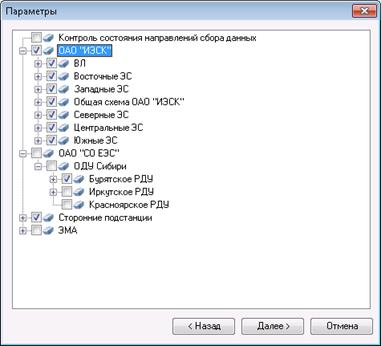 Параметры
Контроль состояния направлений сбора данных
ОАО "ИЭСК"
ВЛ
Восточные ЭС
Западные ЭС
Общая схема ОАО "ИЭСК"
Северные ЭС
Центральные ЭС
Южные ЭС
ОАО "СО ЕЭС"
ОДУ Сибири
Бурятское РДУ
Иркутское РДУ
Красноярское РДУ
Сторонние подстанции
ЭМА
< Назад
Далее >
Отмена